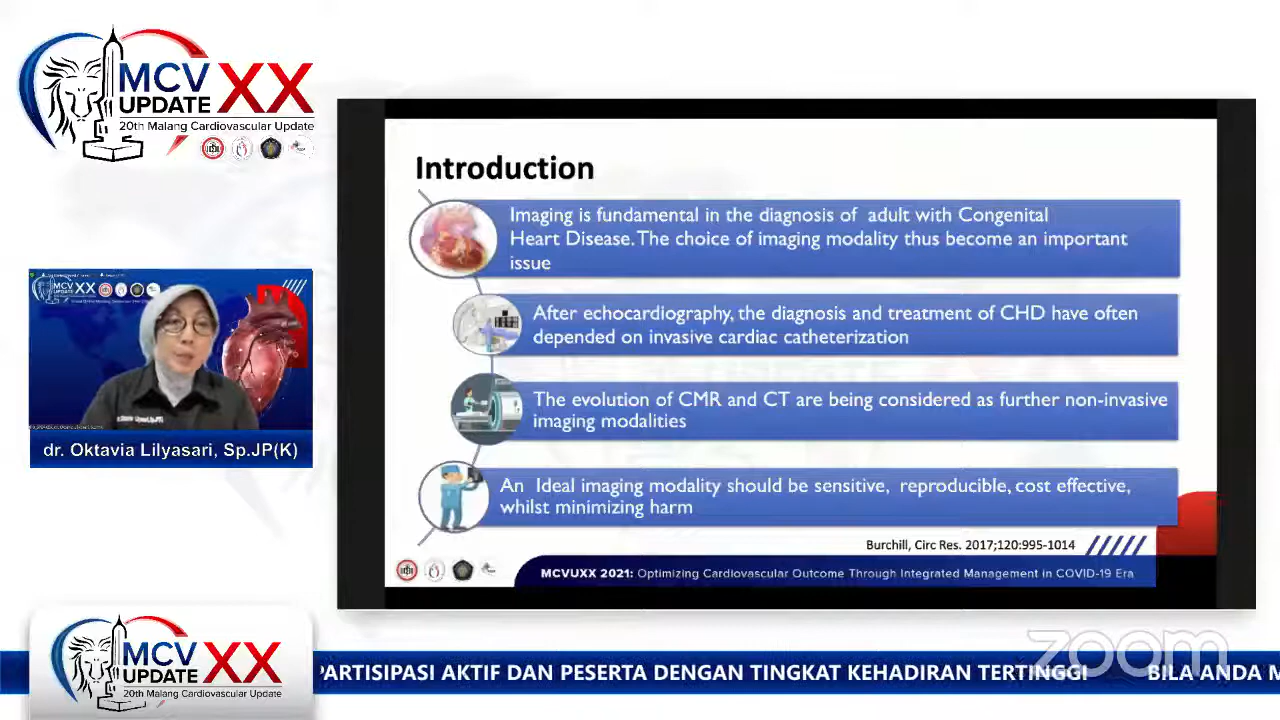 MCV
UPDATE
XX
20th Malang Cardiovascular Update
MCV
UPDATE
XX
dr. Oktavia Lilyasari, Sp.JP(K)
Introduction
Imaging is fundamental in the diagnosis of adult with Congenital
Heart Disease. The choice of imaging modality thus become an important
issue
After echocardiography, the diagnosis and treatment of CHD have often
depended on invasive cardiac catheterization
The evolution of CMR and CT are being considered as further non-invasive
imaging modalities
An Ideal imaging modality should be sensitive, reproducible, cost effective,
whilst minimizing harm
Burchill, Circ Res. 2017;120:995-1014
MCVUXX 2021: Optimizing Cardiovascular Outcome Through Integrated Management in COVID-19 Era
zoom
MCV
UPDATE
XX
20th Malang Cardiovascular Update
PARTISIPASI AKTIF DAN PESERTA DENGAN TINGKAT KEHADIRAN TERTINGGI BILA ANDA M